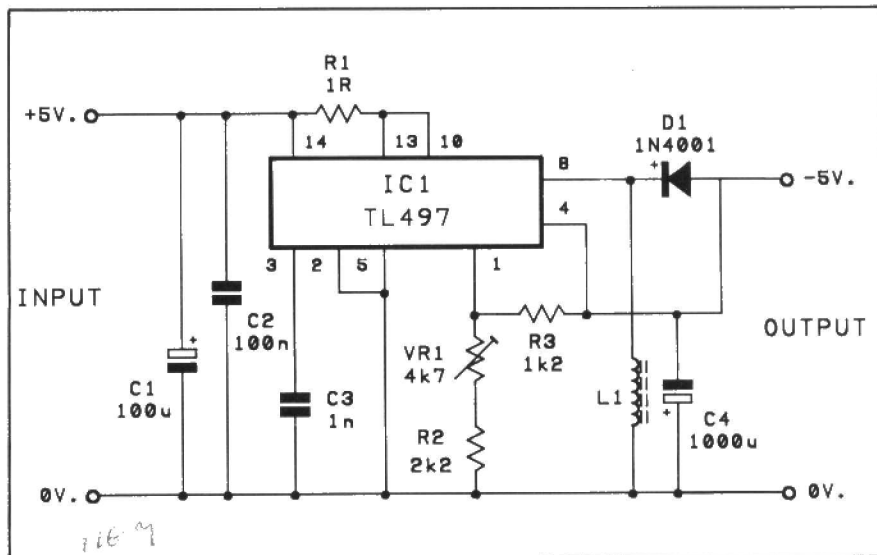 R1
1R
+5V.
14
13
10
D1
1N4001
+
8
IC1
TL497
-5V.
4
3
2
5
1
INPUT
C2
100n
R3
1k2
OUTPUT
VR1
4k7
+
C1
100u
C3
1n
L1
R2
2k2
+
C4
1000u
0V.
0V.